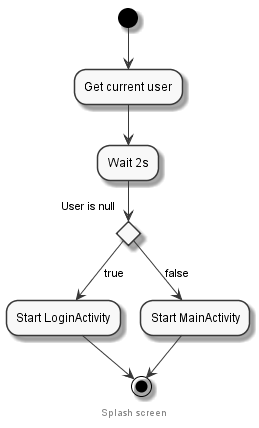 Get current user
Wait 2s
User is null
true
false
Start LoginActivity
Start MainActivity
Splash screen